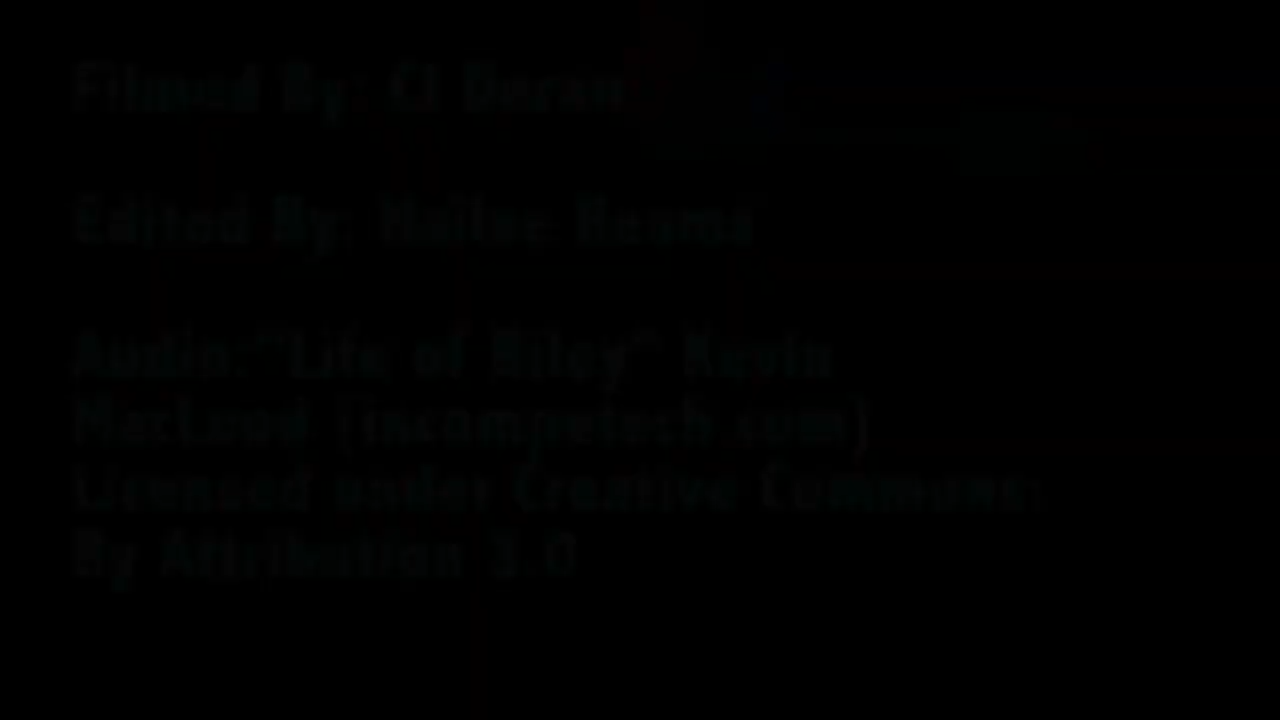 Filmed By: CJ
Edited By:
Audio: "Life of Riley" Kevin
MacLeod (incompetech.com)
Licensed under Creative Commons:
By Attribution 3.0